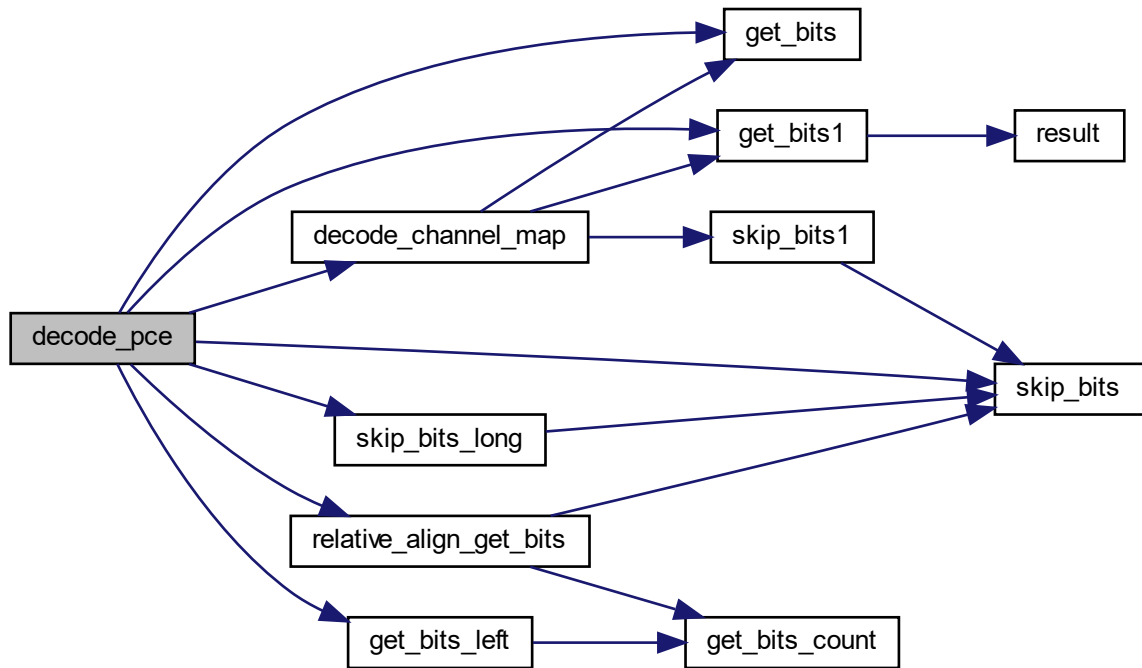 get_bits
get_bits1
result
decode_channel_map
skip_bits1
decode_pce
skip_bits
skip_bits_long
relative_align_get_bits
get_bits_left
get_bits_count